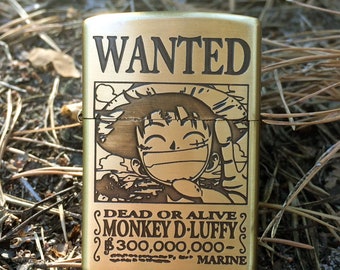 WANTED
DEAD OR ALIVE
MONKEY D·LUFFY
฿300,000,000-
MARINE